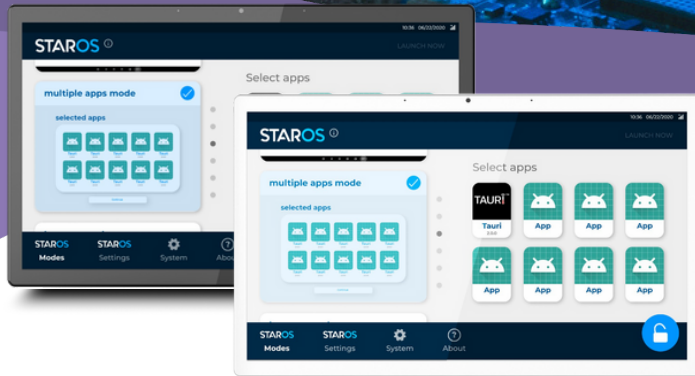 10:36 06/22/2020
STAROS
LAUNCH NOW
Select apps
multiple apps mode
selected apps
STAROS STAROS
Modes Settings System Abou
10:36 06/22/2020
STAROS
LAUNCH NOW
Select apps
multiple apps mode
selected apps
TAURI
Tauri App App App
App App App App
STAROS STAROS
Modes Settings System About